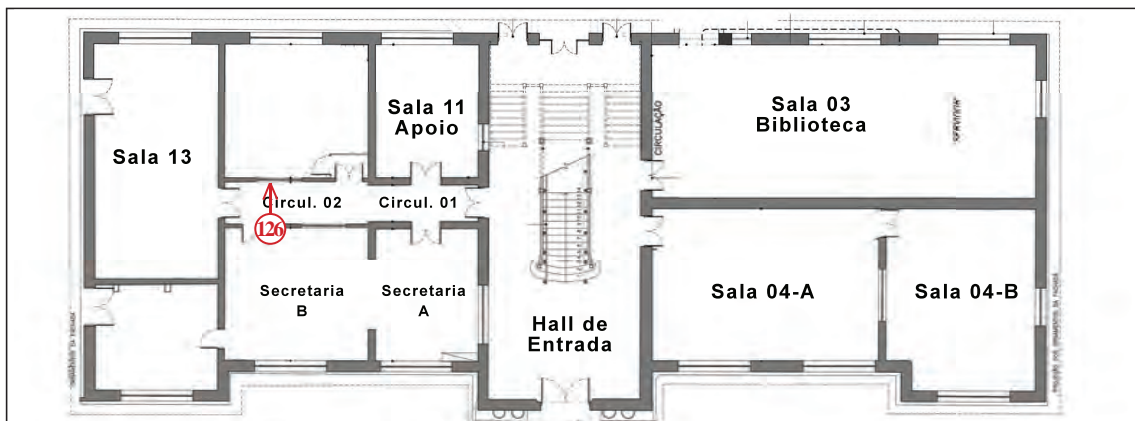 Sala 11
Apoio
Sala 03
Biblioteca
CIRCULAÇÃO
Sala 13
Circul. 02
Circul. 01
126
Secretaria
B
Secretaria
A
Sala 04-A
Sala 04-B
Hall de
Entrada